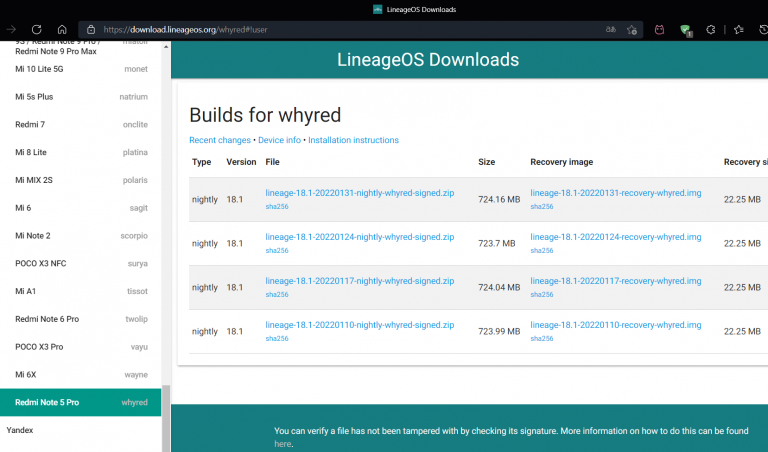 LineageOS Downloads
https://download.lineageos.org/whyred#!user
1
9S / Redmi Note 9 Pro /
Redmi Note 9 Pro Max
Mi 10 Lite 5G monet
Mi 5s Plus natrium
Redmi 7 onclite
Mi 8 Lite platina
Mi MIX 2S polaris
Mi 6 sagit
Mi Note 2 scorpio
POCO X3 NFC surya
Mi A1 tissot
Redmi Note 6 Pro twolip
POCO X3 Pro vayu
Mi 6X wayne
Redmi Note 5 Pro whyred
Yandex
LineageOS Downloads
Builds for whyred
Recent changes • Device info • Installation instructions
Type Version File Size Recovery image Recovery si
nightly 18.1 lineage-18.1-20220131-nightly-whyred-signed.zip 724.16 MB lineage-18.1-20220131-recovery-whyred.img 22.25 MB
sha256 sha256
nightly 18.1 lineage-18.1-20220124-nightly-whyred-signed.zip 723.7 MB lineage-18.1-20220124-recovery-whyred.img 22.25 MB
sha256 sha256
nightly 18.1 lineage-18.1-20220117-nightly-whyred-signed.zip 724.04 MB lineage-18.1-20220117-recovery-whyred.img 22.25 MB
sha256 sha256
nightly 18.1 lineage-18.1-20220110-nightly-whyred-signed.zip 723.99 MB lineage-18.1-20220110-recovery-whyred.img 22.25 MB
sha256 sha256
You can verify a file has not been tampered with by checking its signature. More information on how to do this can be found
here.